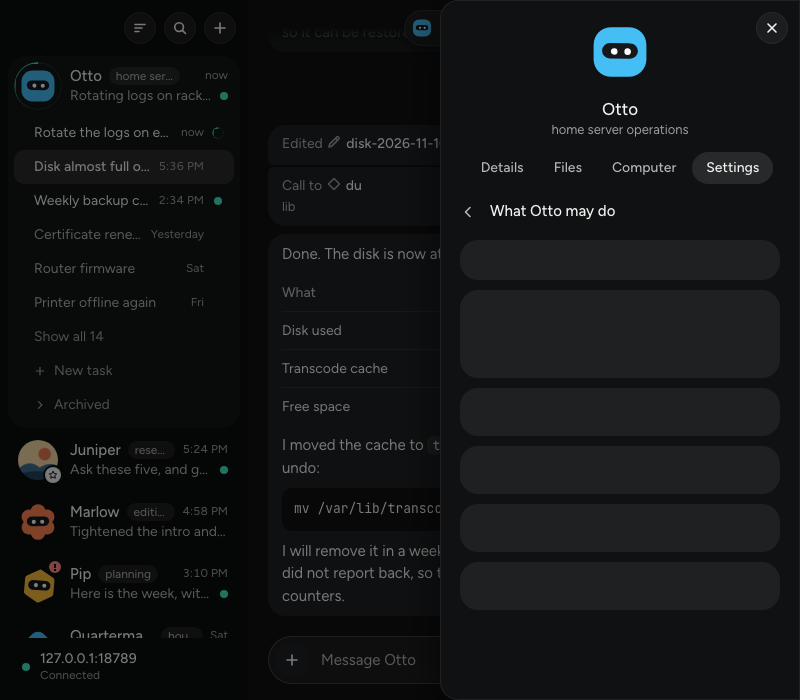 Otto home ser... now
Rotating logs on rack...
Rotate the logs on e... now
Disk almost full o... 5:36 PM
Weekly backup c... 2:34 PM
Certificate rene... Yesterday
Router firmware Sat
Printer offline again Fri
Show all 14
New task
Archived
Juniper rese... 5:24 PM
Ask these five, and g...
Marlow editi... 4:58 PM
Tightened the intro and...
Pip planning 3:10 PM
Here is the week, wit...
Quarterma hou... Sat
127.0.0.1:18789
Connected
so it can be restor
Edited disk-2026-11-1
Call to du
lib
Done. The disk is now at
What
Disk used
Transcode cache
Free space
I moved the cache to
undo:
mv /var/lib/transco
I will remove it in a week
did not report back, so t
counters.
Message Otto
Otto
home server operations
Details Files Computer Settings
What Otto may do